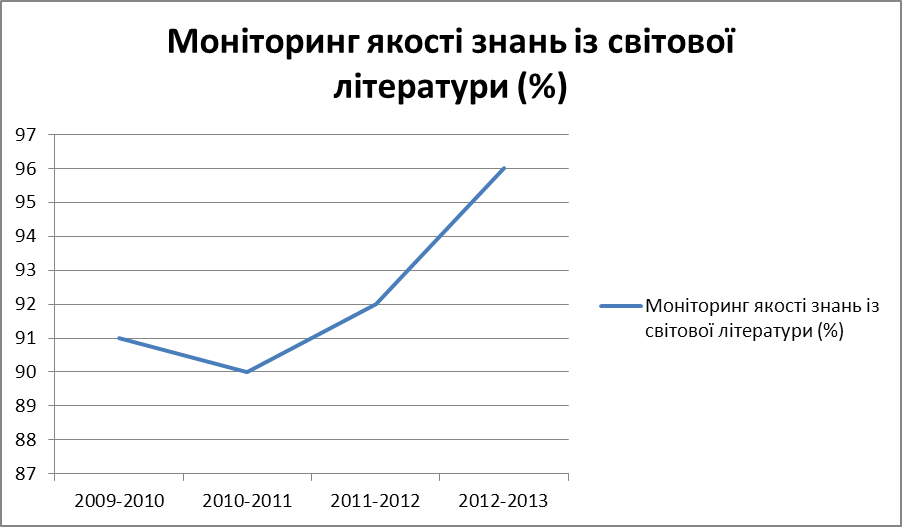 Моніторинг якості знань із світової
літератури (%)
97
96
95
94
93
92
91
90
89
88
87
2009-2010 2010-2011 2011-2012 2012-2013
Моніторинг якості знань із
світової літератури (%)